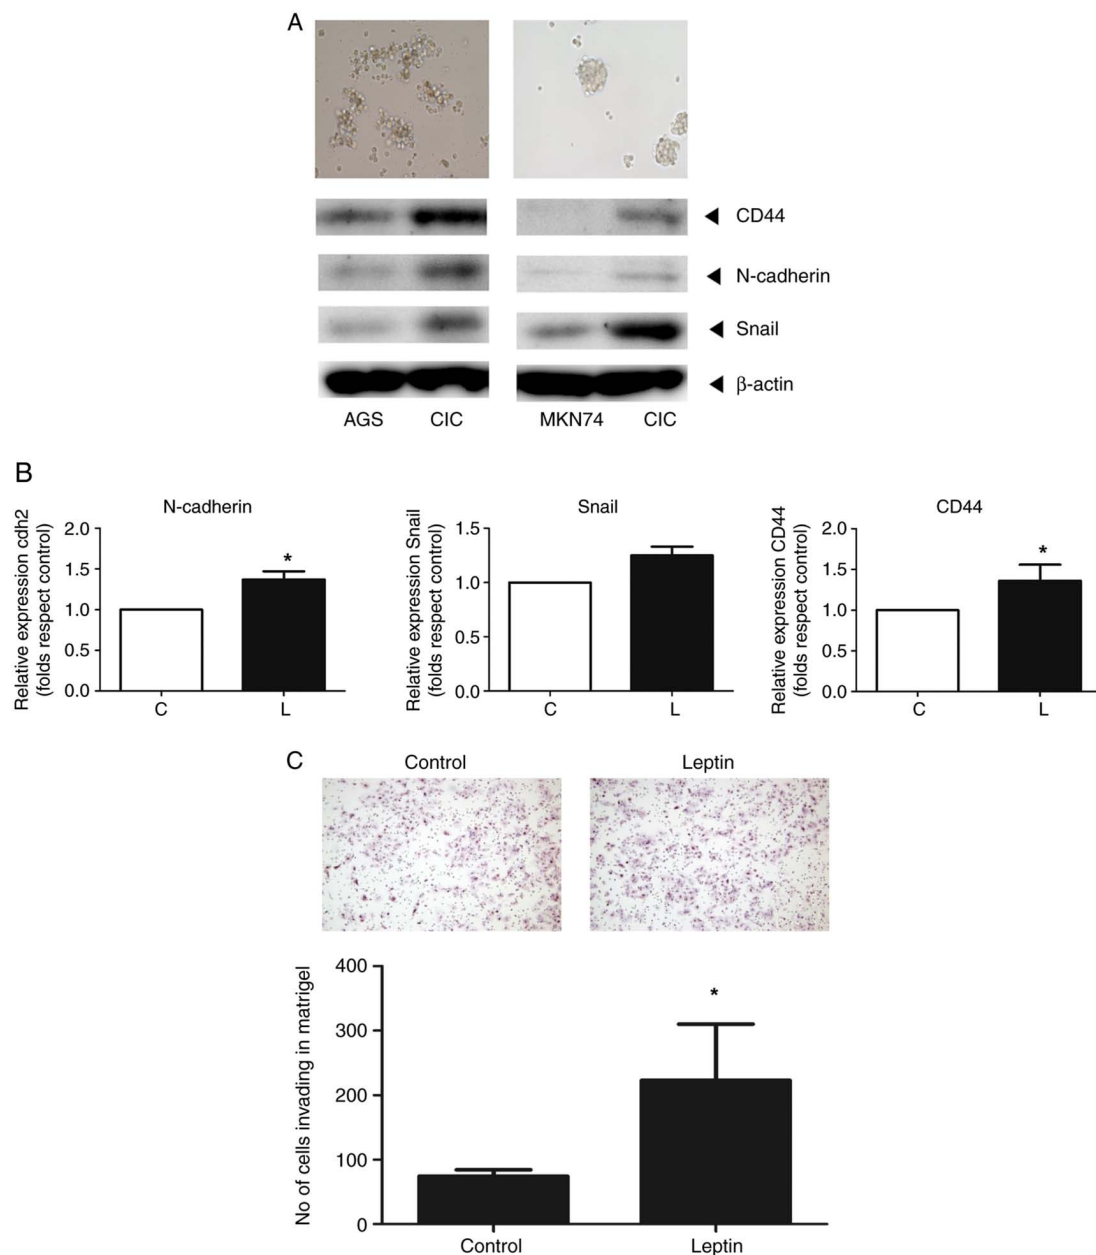 A
CD44
N-cadherin
Snail
β-actin
AGS CIC MKN74 CIC
B
N-cadherin
Relative expression cdh2
(folds respect control)
2.0
1.5
1.0
0.5
0.0
C L
*
Snail
Relative expression Snail
(folds respect control)
1.5
1.0
0.5
0.0
C L
CD44
Relative expression CD44
(folds respect control)
2.0
1.5
1.0
0.5
0.0
C L
*
C
Control Leptin
No of cells invading in matrigel
400
300
200
100
0
*
Control Leptin